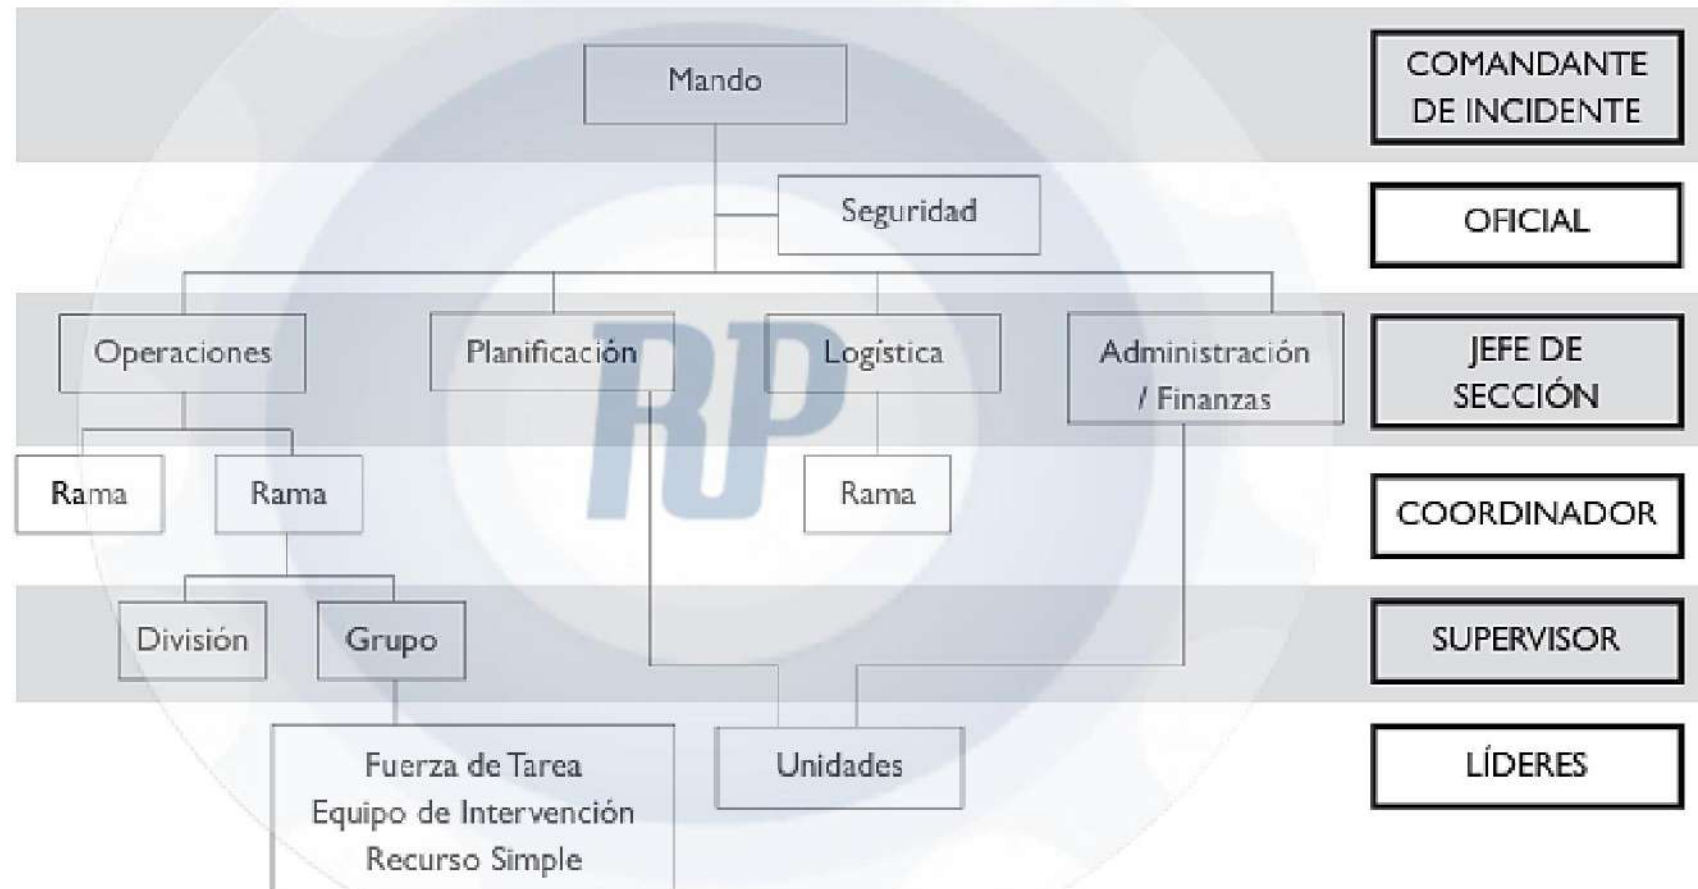 Mando
COMANDANTE
DE INCIDENTE
Seguridad
OFICIAL
Operaciones
Planificación
Logística
Administración
/ Finanzas
JEFE DE
SECCIÓN
RP
Rama
Rama
Rama
COORDINADOR
División
Grupo
SUPERVISOR
Fuerza de Tarea
Equipo de Intervención
Recurso Simple
Unidades
LÍDERES